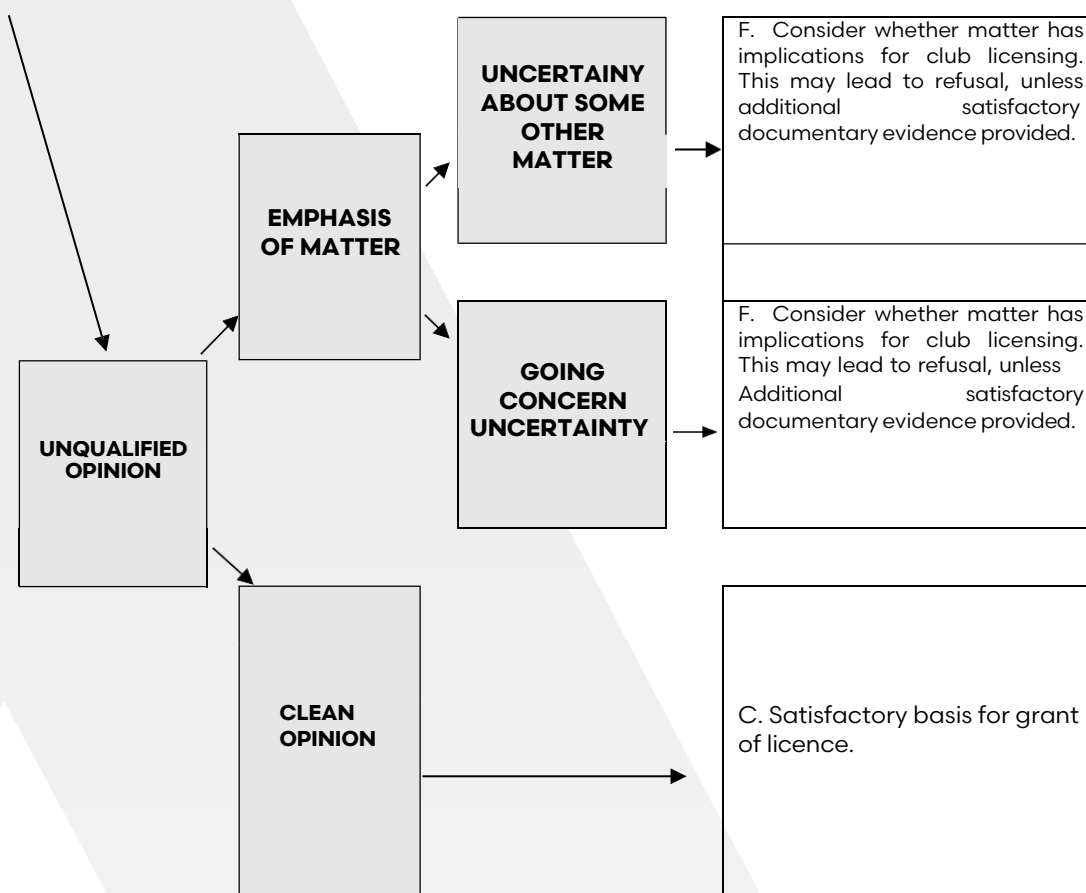 UNCERTAINY
ABOUT SOME
OTHER
MATTER
F. Consider whether matter has
implications for club licensing.
This may lead to refusal, unless
additional satisfactory
documentary evidence provided.
EMPHASIS
OF MATTER
GOING
CONCERN
UNCERTAINTY
F. Consider whether matter has
implications for club licensing.
This may lead to refusal, unless
Additional satisfactory
documentary evidence provided.
UNQUALIFIED
OPINION
CLEAN
OPINION
C. Satisfactory basis for grant
of licence.